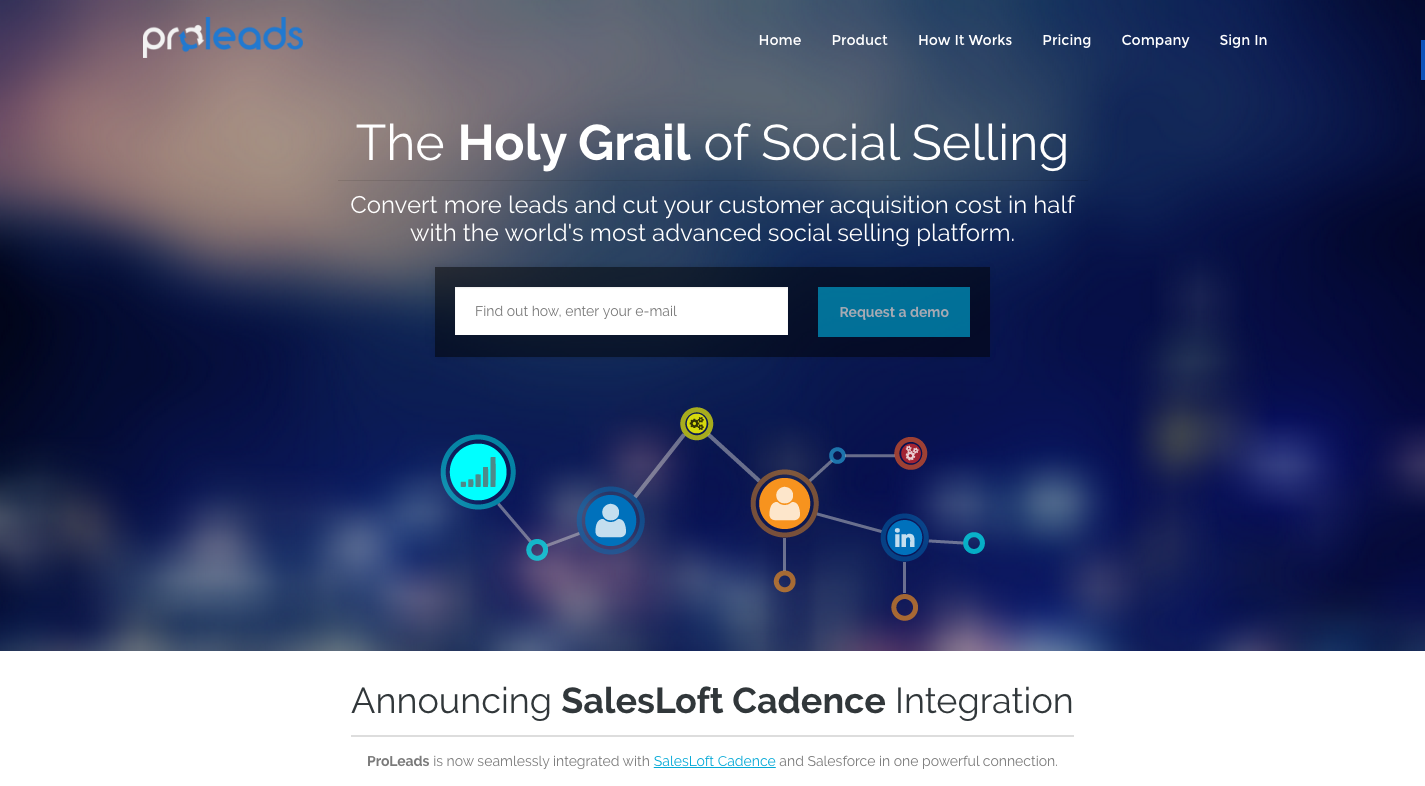 proleads
Home Product How It Works Pricing Company Sign In
The Holy Grail of Social Selling
Convert more leads and cut your customer acquisition cost in half
with the world's most advanced social selling platform.
Find out how, enter your e-mail
Request a demo
in
Announcing SalesLoft Cadence Integration
ProLeads is now seamlessly integrated with SalesLoft Cadence and Salesforce in one powerful connection.